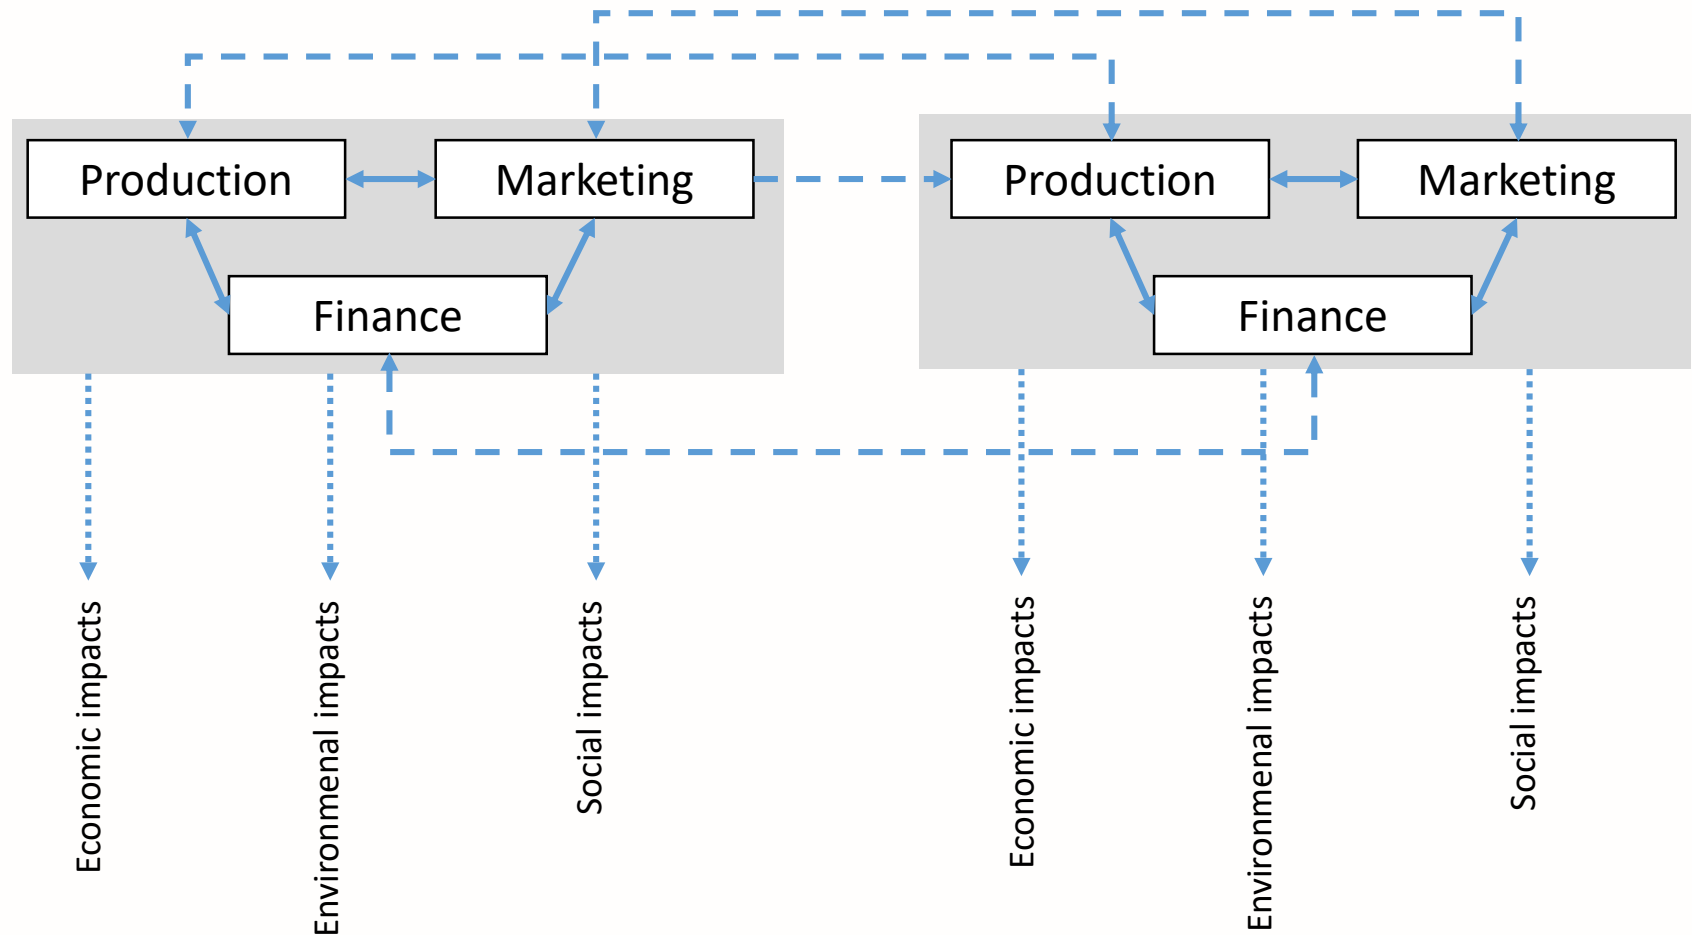 Production
Marketing
Finance
Production
Marketing
Finance
Economic impacts
Environmenal impacts
Social impacts
Economic impacts
Environmenal impacts
Social impacts